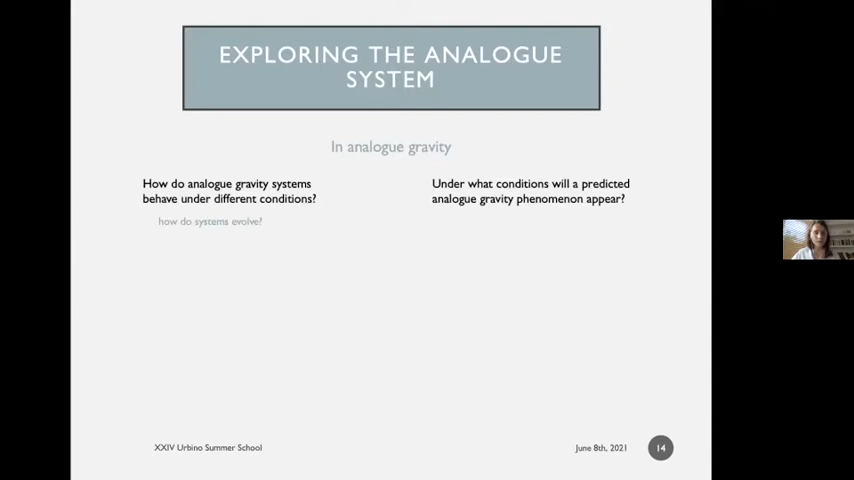 EXPLORING THE ANALOGUE
SYSTEM
In analogue gravity
How do analogue gravity systems
behave under different conditions?
how do systems evolve?
Under what conditions will a predicted
analogue gravity phenomenon appear?
XXIV Urbino Summer School
June 8th, 2021
14